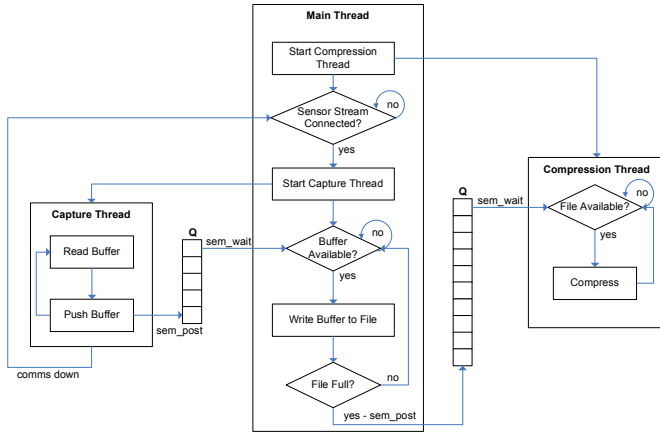 Main Thread
Start Compression
Thread
Sensor Stream
Connected?
no
yes
Start Capture Thread
Capture Thread
Read Buffer
Push Buffer
comms down
Q
sem_wait
sem_post
Buffer
Available?
no
yes
Write Buffer to File
File Full?
no
yes - sem_post
Q
sem_wait
Compression Thread
File Available?
no
yes
Compress